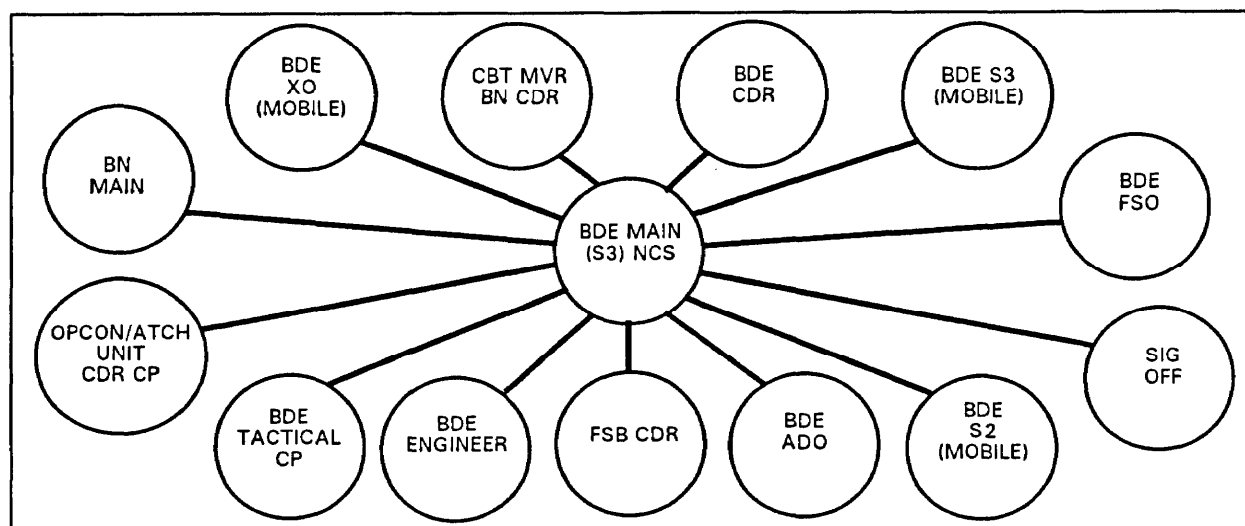 BDE
XO
(MOBILE)
CBT MVR
BN CDR
BDE
CDR
BDE S3
(MOBILE)
BN
MAIN
BDE
FSO
BDE MAIN
(S3) NCS
OPCON/ATCH
UNIT
CDR CP
SIG
OFF
BDE
TACTICAL
CP
BDE
ENGINEER
FSB CDR
BDE
ADO
BDE
S2
(MOBILE)